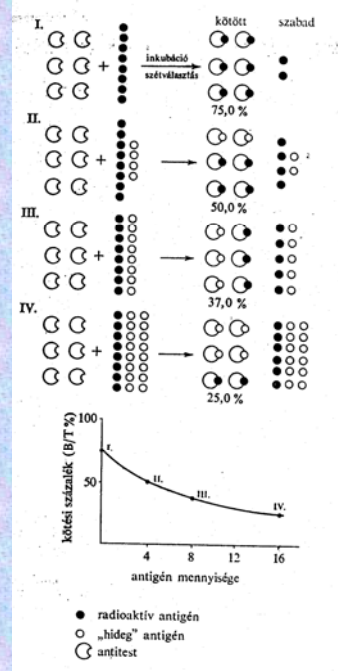 I.
kötött szabad
+ inkubáció
szétválasztás
75,0 %
II.
+
50,0 %
III.
+
37,0 %
IV.
+
25,0 %
kötési százalék (B/T %)
100
50
I.
II.
III.
IV.
4 8 12 16
antigén mennyisége
radioaktív antigén
„hideg” antigén
antitest